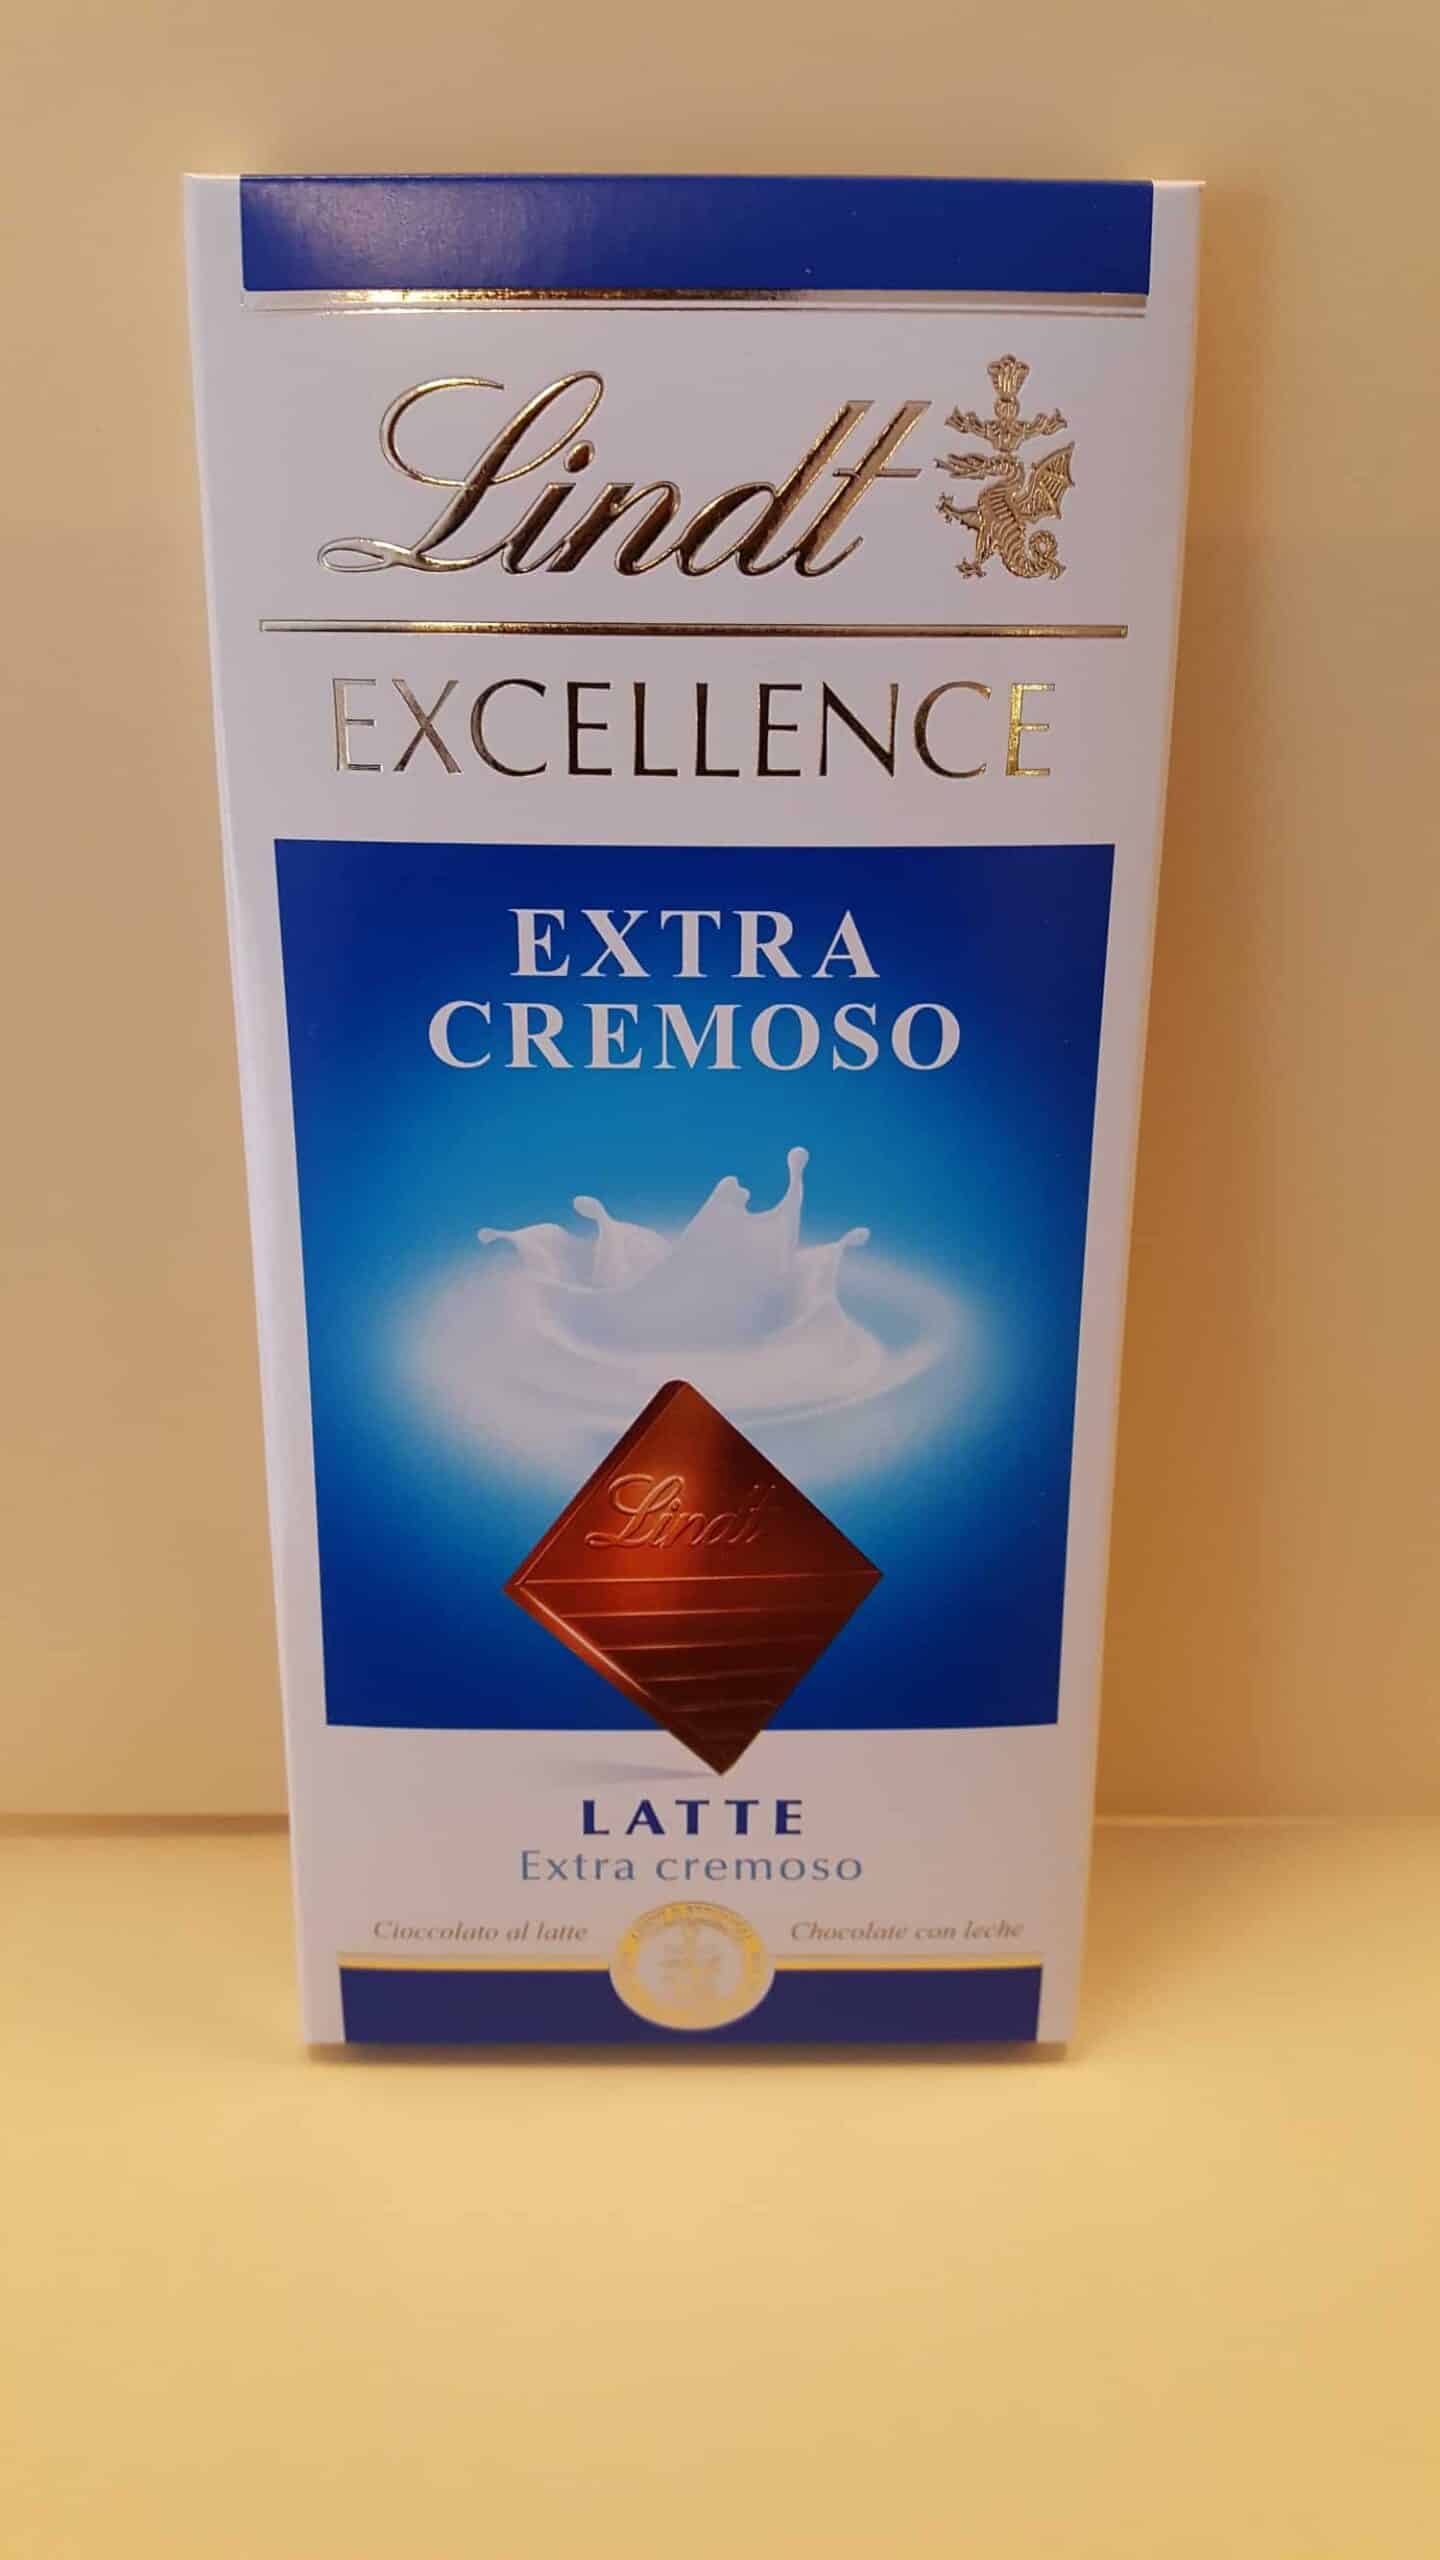 Lindt
EXCELLENCE
EXTRA
CREMOSO
Lindt
LATTE
Extra cremoso
Cioccolato al latte
Chocolate con leche